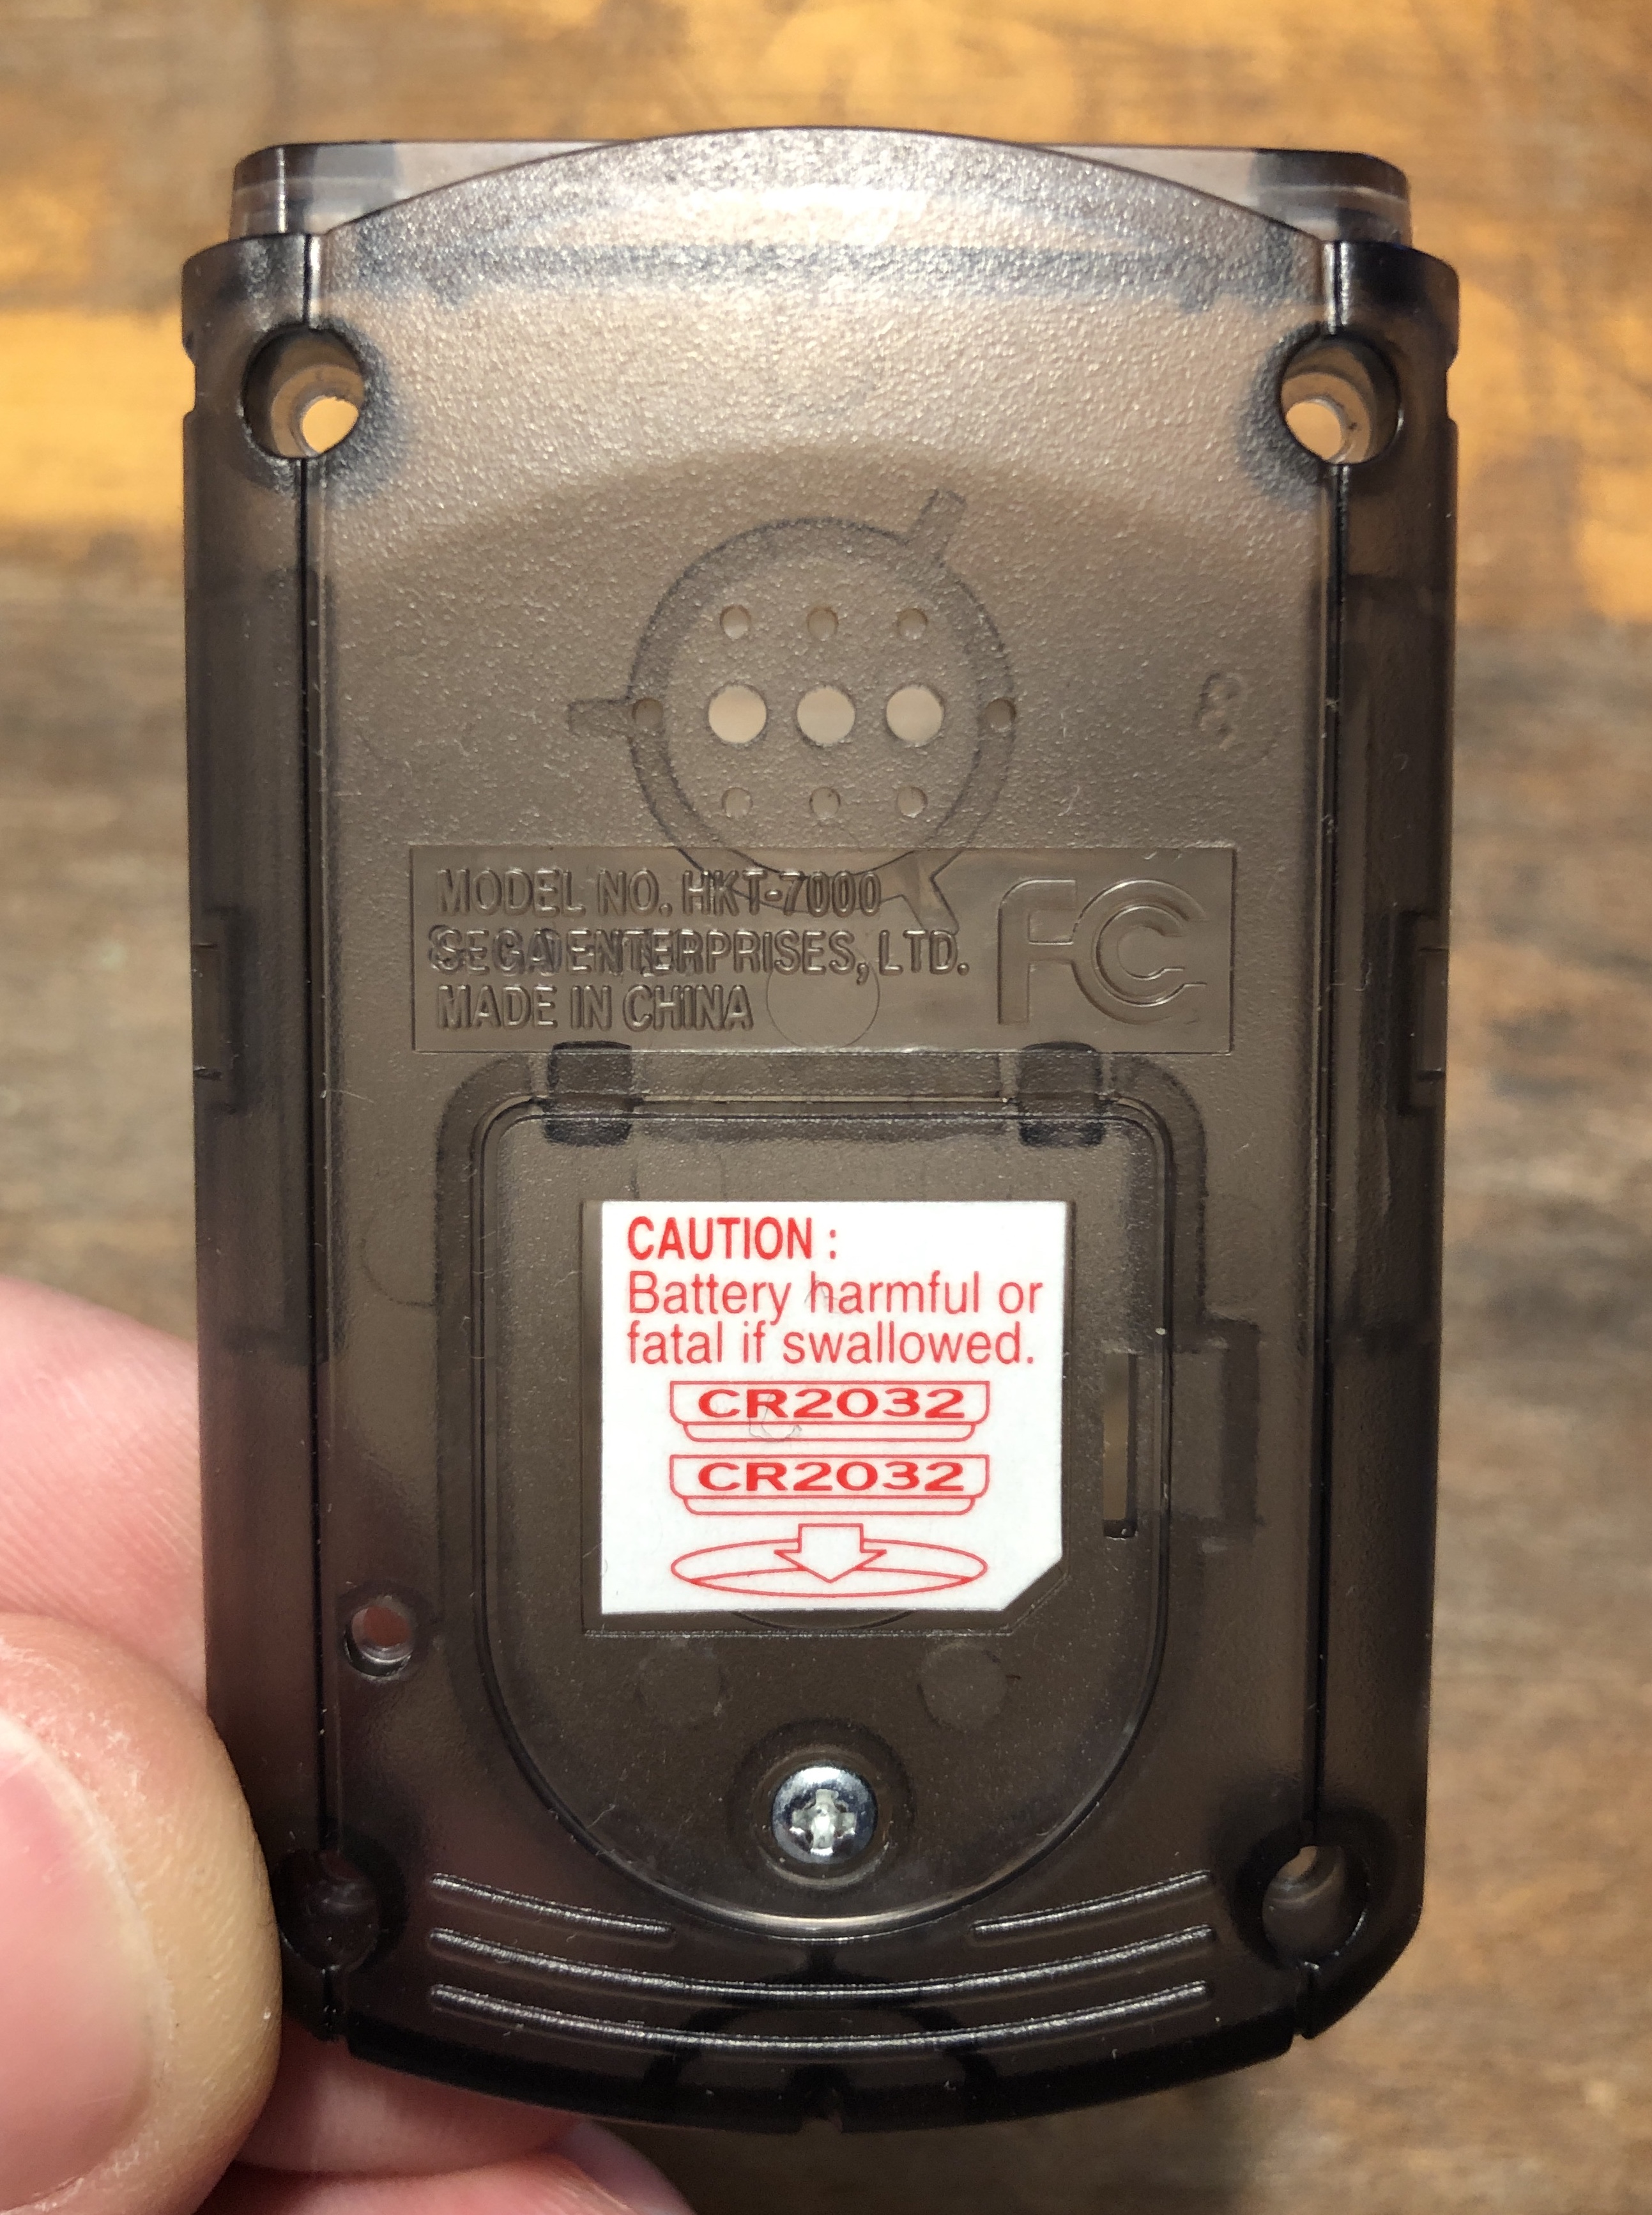 8
MODEL NO. HKT-7000
SEGA ENTERPRISES, LTD.
MADE IN CHINA
FC
CAUTION :
Battery harmful or
fatal if swallowed.
CR2032
CR2032